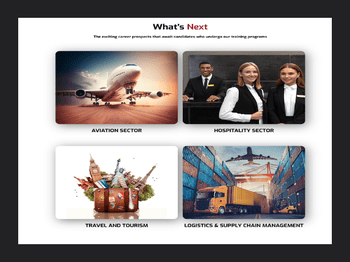 What's Next
The exciting career prospects that await candidates who undergo our training programs
AVIATION SECTOR
HOSPITALITY SECTOR
TRAVEL AND TOURISM
LOGISTICS & SUPPLY CHAIN MANAGEMENT